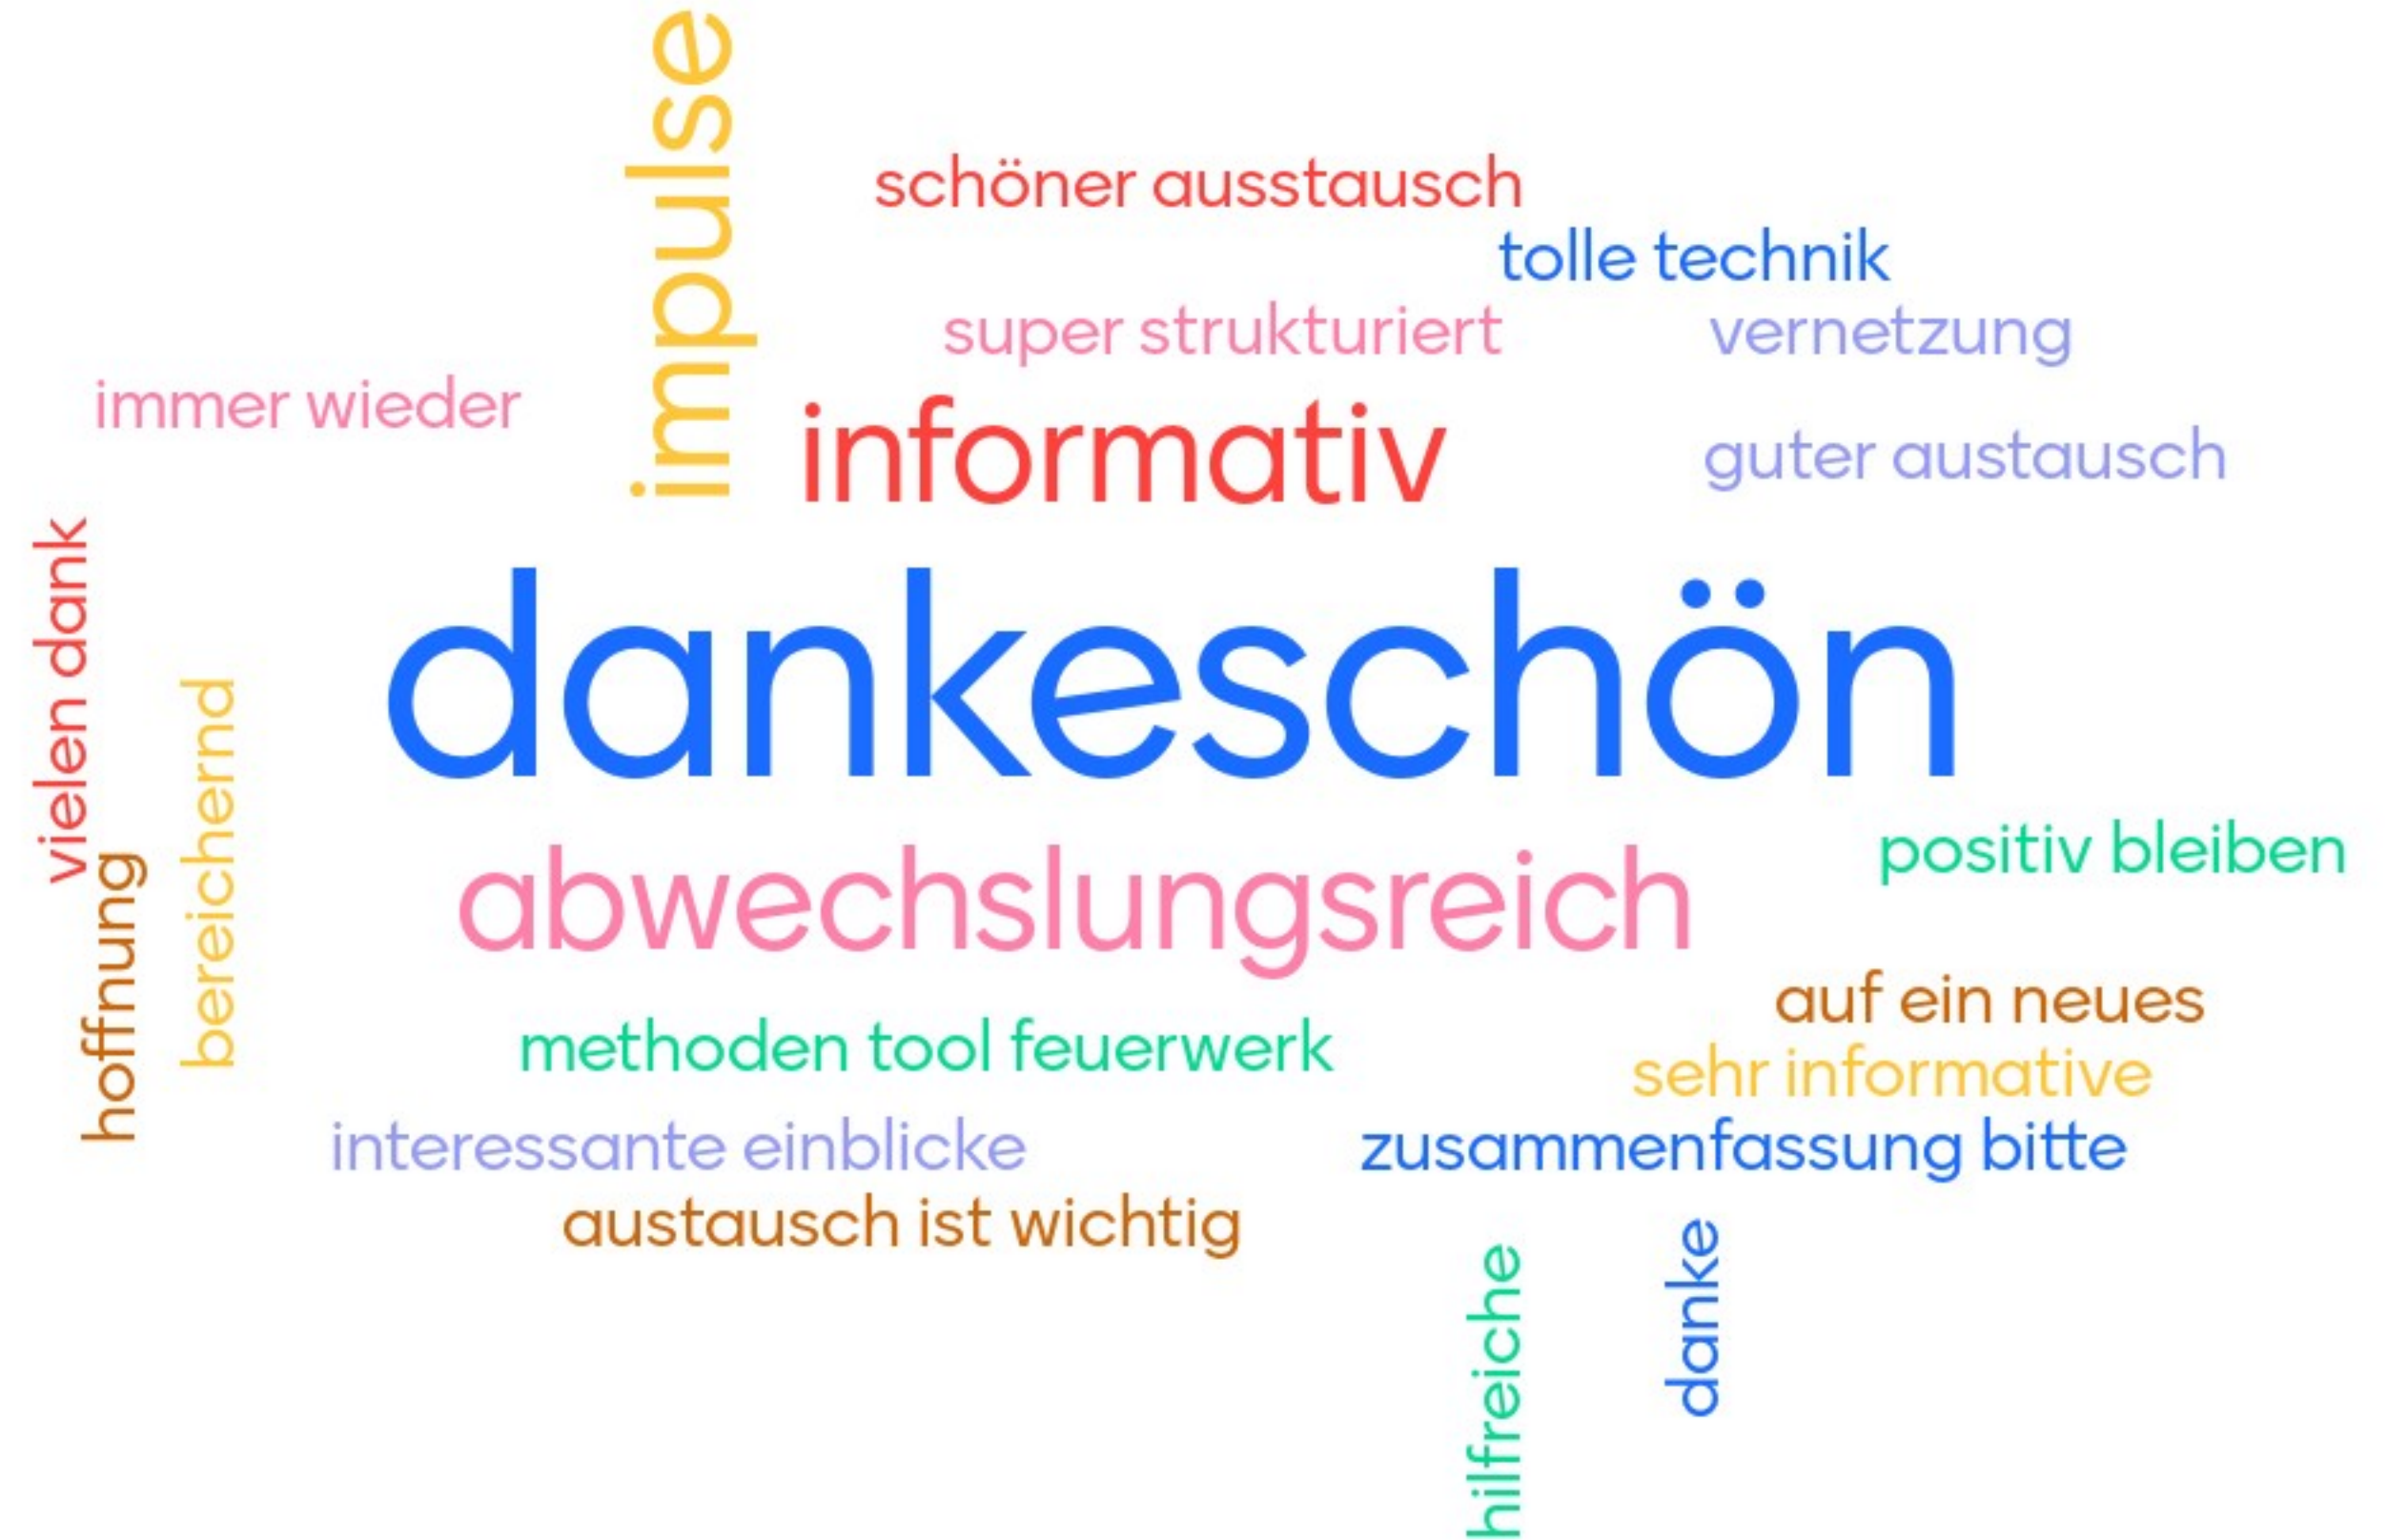 impulse
schöner ausstausch
tolle technik
super strukturiert
vernetzung
immer wieder
informativ
guter austausch
vielen dank
dankeschön
bereichernd
hoffnung
abwechslungsreich
positiv bleiben
auf ein neues
methoden tool feuerwerk
sehr informative
interessante einblicke
zusammenfassung bitte
austausch ist wichtig
hilfreiche
danke